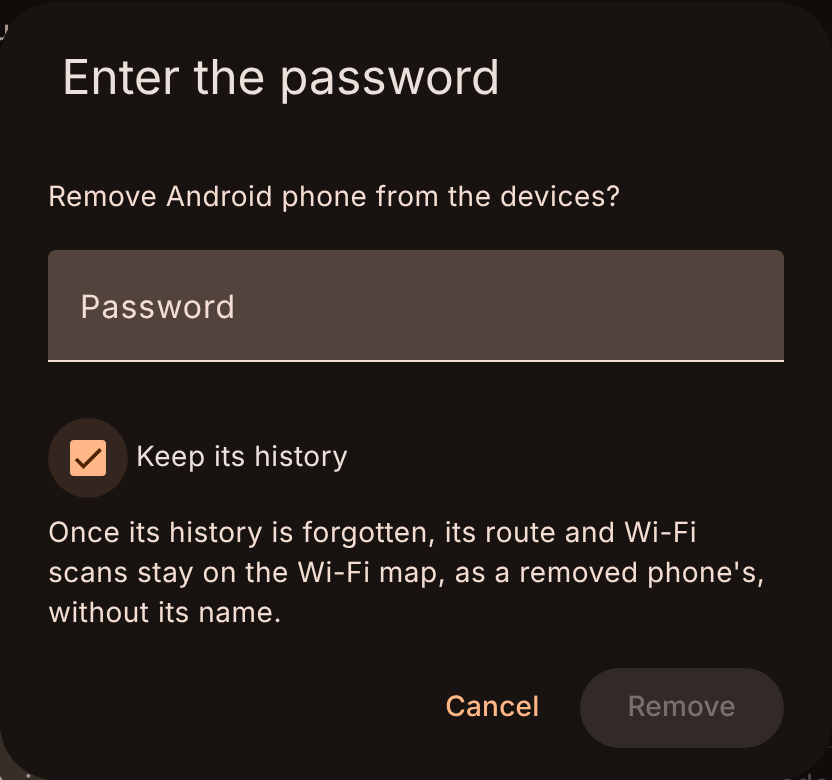 Enter the password
Remove Android phone from the devices?
Password
Keep its history
Once its history is forgotten, its route and Wi-Fi
scans stay on the Wi-Fi map, as a removed phone's,
without its name.
Cancel
Remove